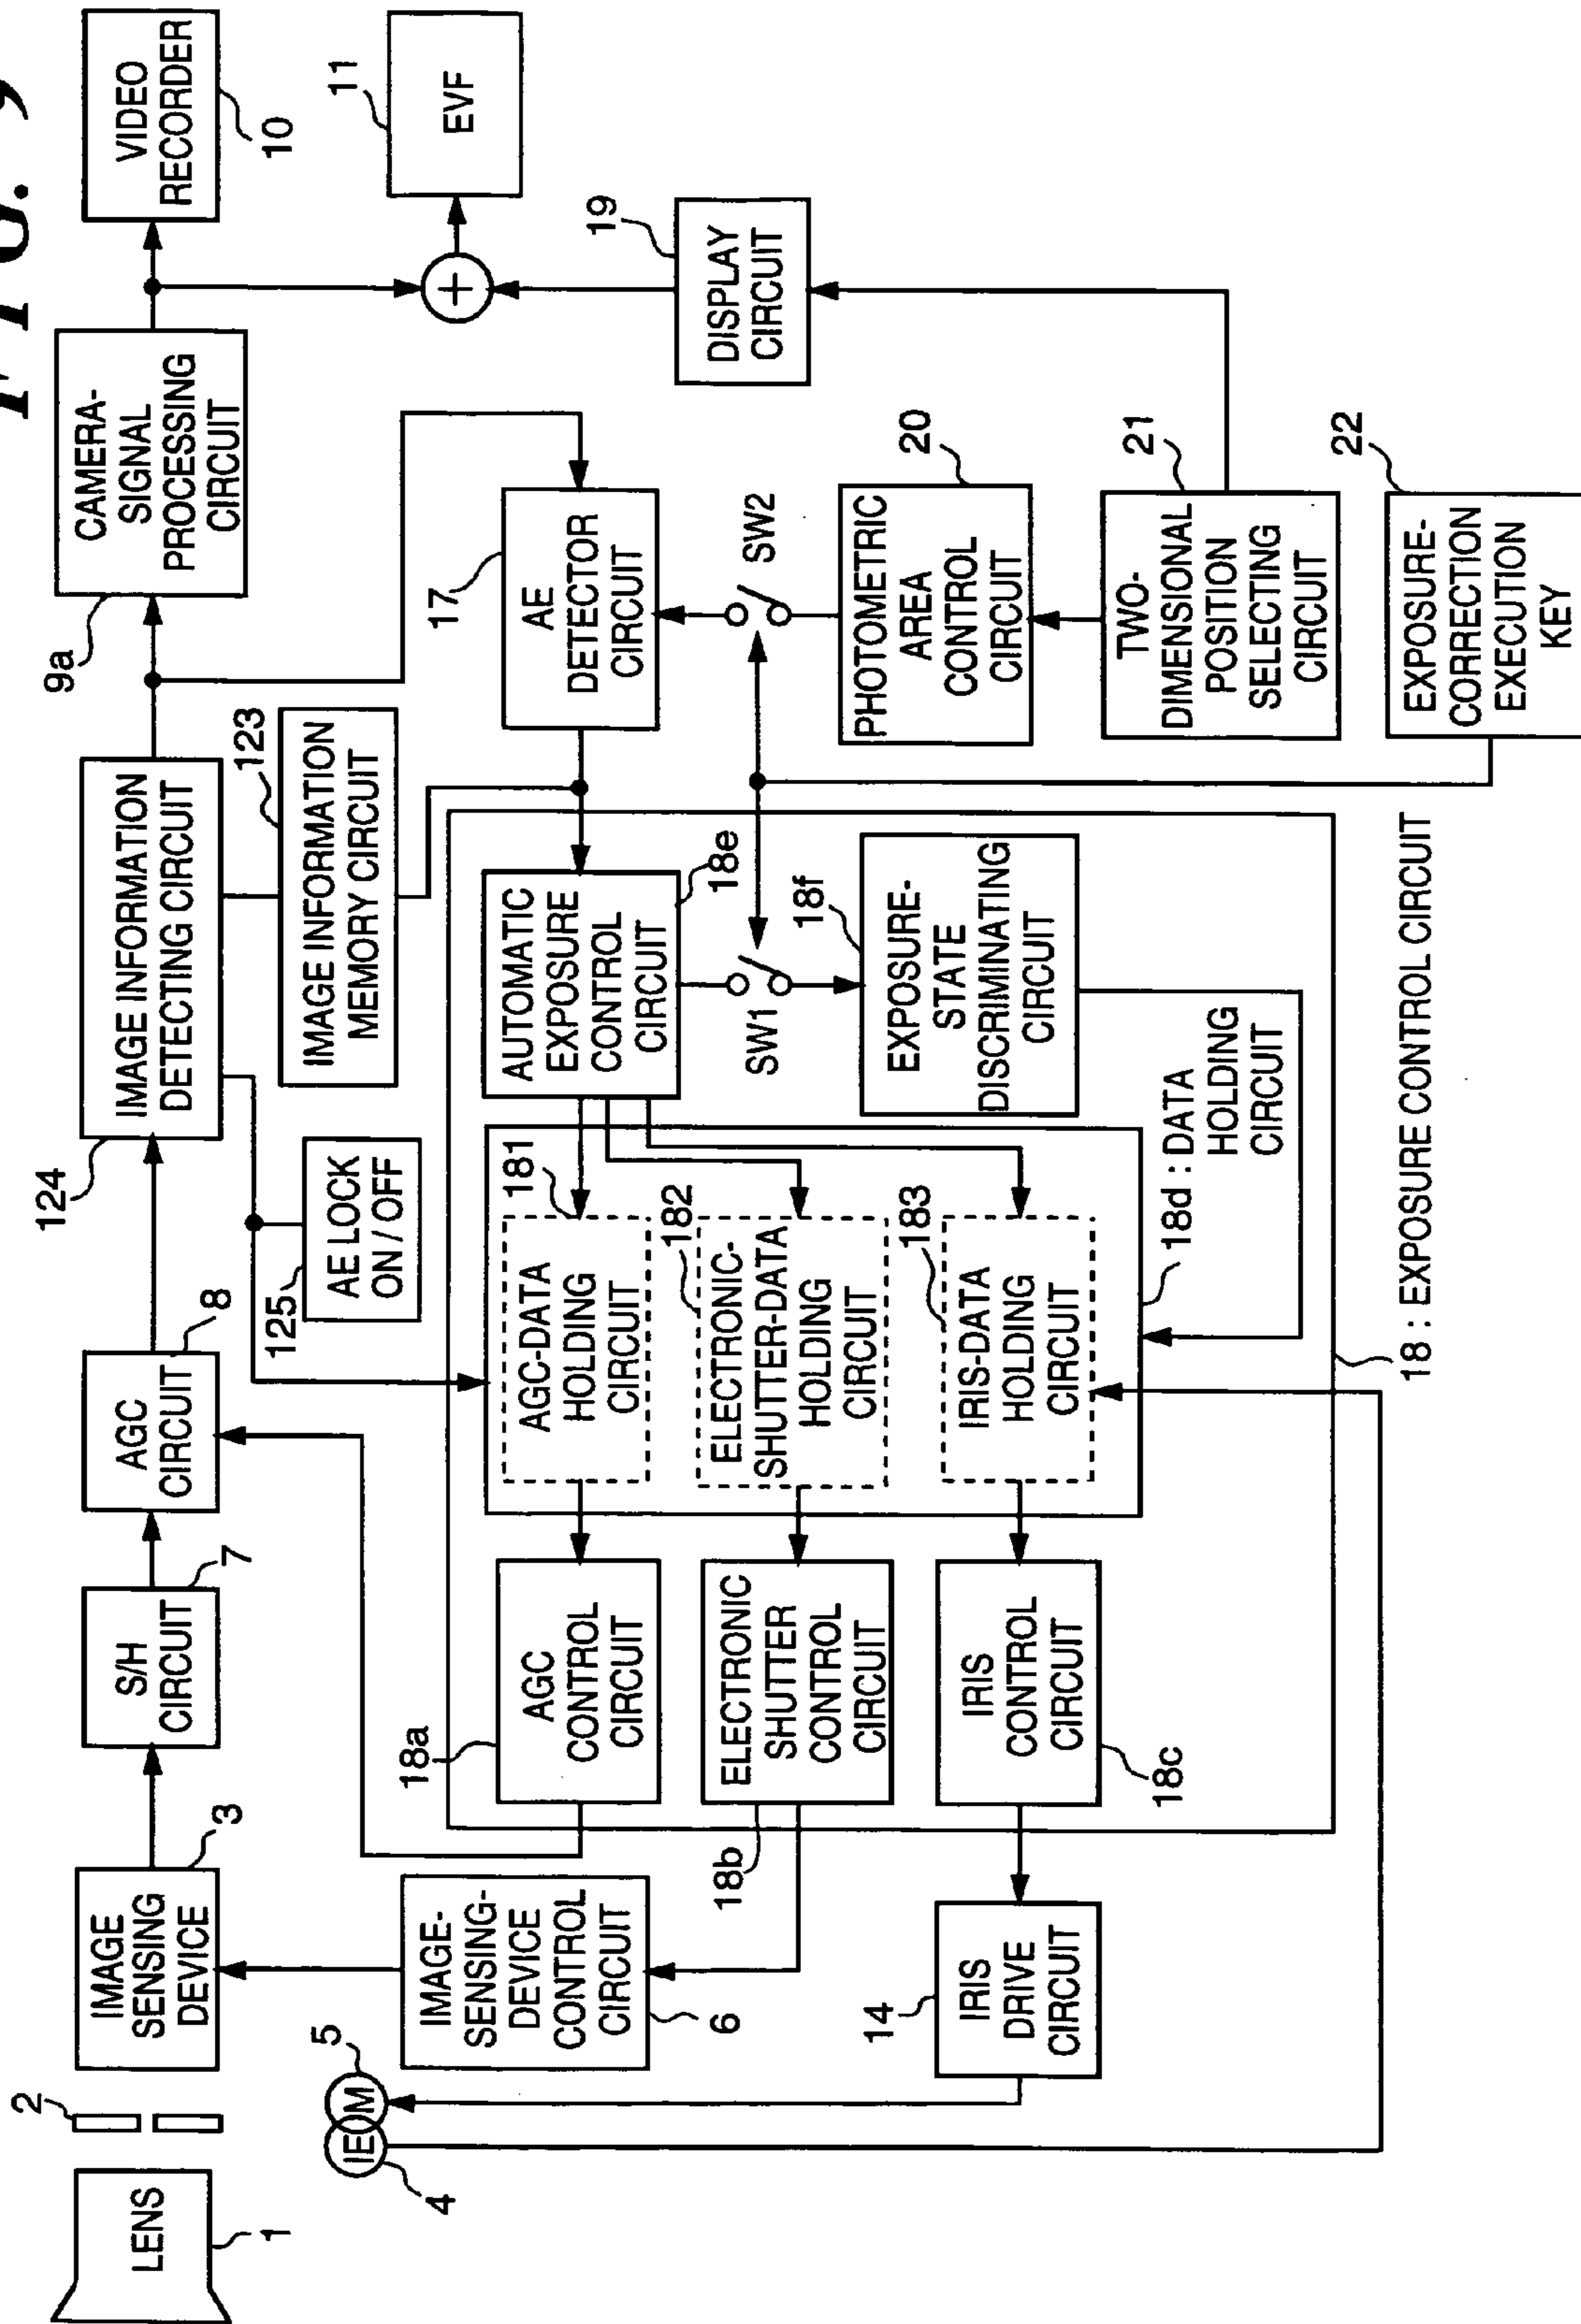 FIG. 9
LENS
1
2
IMAGE
SENSING
DEVICE
3
S/H
CIRCUIT
7
AGC
CIRCUIT
8
124
IMAGE INFORMATION
DETECTING CIRCUIT
9a
CAMERA-
SIGNAL
PROCESSING
CIRCUIT
VIDEO
RECORDER
10
IE
M
4
5
125
AE LOCK
ON / OFF
IMAGE INFORMATION
MEMORY CIRCUIT
123
11
EVF
IMAGE-
SENSING-
DEVICE
CONTROL
CIRCUIT
6
18a
AGC
CONTROL
CIRCUIT
AGC-DATA
HOLDING
CIRCUIT
181
AUTOMATIC
EXPOSURE
CONTROL
CIRCUIT
18e
17
AE
DETECTOR
CIRCUIT
18b
ELECTRONIC
SHUTTER
CONTROL
CIRCUIT
ELECTRONIC-
SHUTTER-DATA
HOLDING
CIRCUIT
182
SW1
SW2
19
DISPLAY
CIRCUIT
14
IRIS
DRIVE
CIRCUIT
IRIS
CONTROL
CIRCUIT
18c
IRIS-DATA
HOLDING
CIRCUIT
183
18f
EXPOSURE-
STATE
DISCRIMINATING
CIRCUIT
PHOTOMETRIC
AREA
CONTROL
CIRCUIT
20
18d : DATA
HOLDING
CIRCUIT
TWO-
DIMENSIONAL
POSITION
SELECTING
CIRCUIT
21
18 : EXPOSURE CONTROL CIRCUIT
EXPOSURE-
CORRECTION
EXECUTION
KEY
22